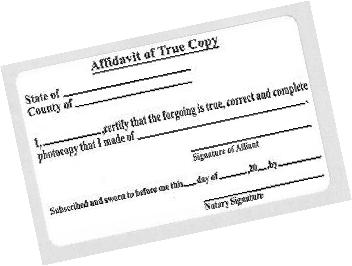 Affidavit of True Copy
State of
County of
I, ,certify that the forgoing is true, correct and complete
photocopy that I made of .
Signature of Affiant
Subscribed and sworn to before me this day of ,20 ,by
Notary Signature